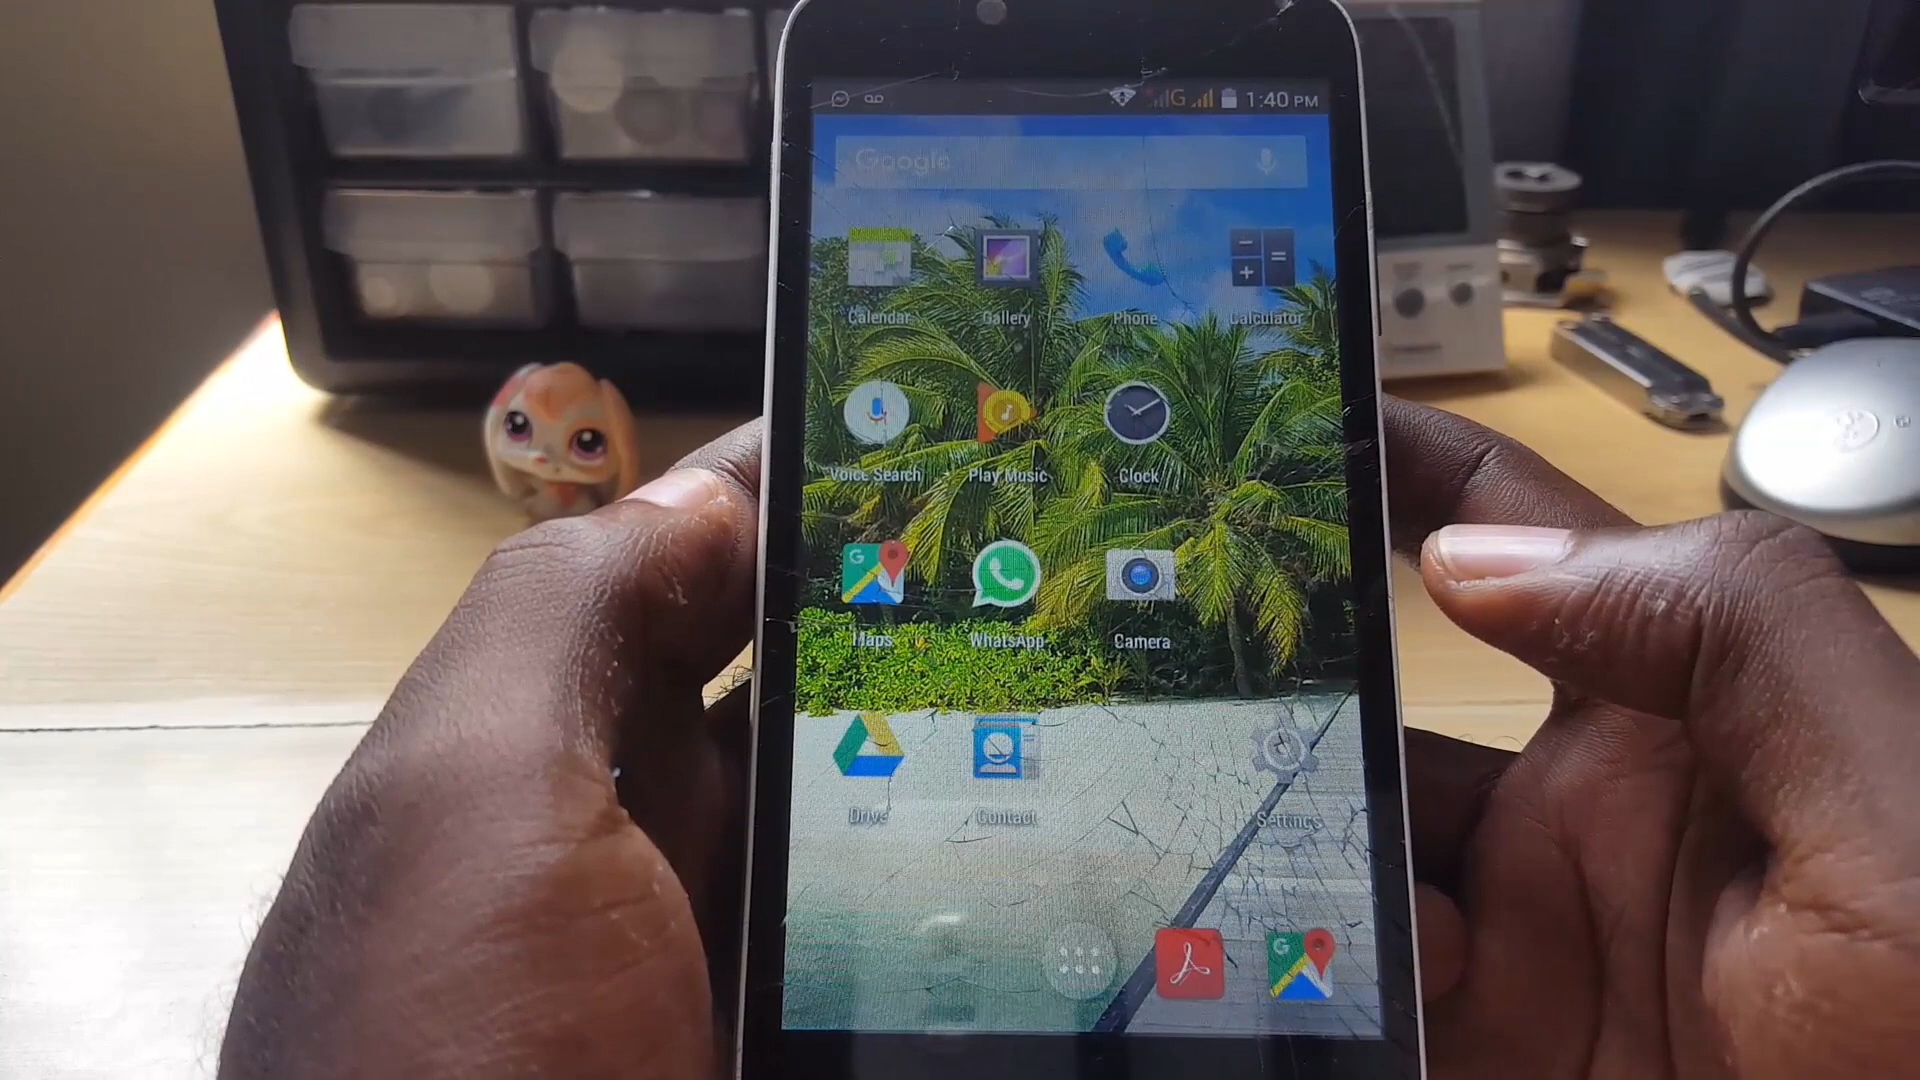 G 1:40 PM
Google
Calendar Gallery Phone Calculator
Voice Search Play Music Clock
G
Maps WhatsApp Camera
Drive Contact Settings
G